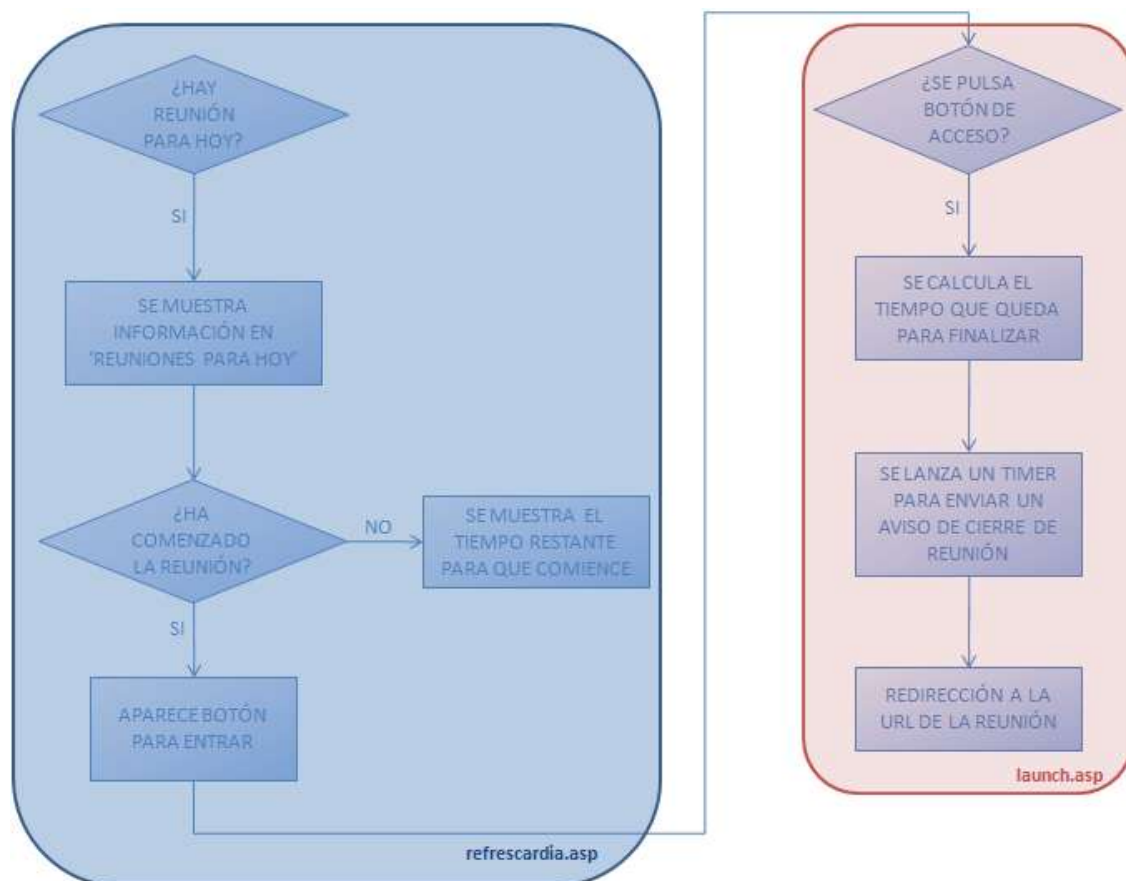 ¿HAY
REUNIÓN
PARA HOY?
SI
SE MUESTRA
INFORMACIÓN EN
'REUNIONES PARA HOY'
¿HA
COMENZADO
LA REUNIÓN?
NO
SE MUESTRA EL
TIEMPO RESTANTE
PARA QUE COMIENCE
SI
APARECE BOTÓN
PARA ENTRAR
refrescardia.asp
¿SE PULSA
BOTÓN DE
ACCESO?
SI
SE CALCULA EL
TIEMPO QUE QUEDA
PARA FINALIZAR
SE LANZA UN TIMER
PARA ENVIAR UN
AVISO DE CIERRE DE
REUNIÓN
REDIRECCIÓN A LA
URL DE LA REUNIÓN
launch.asp